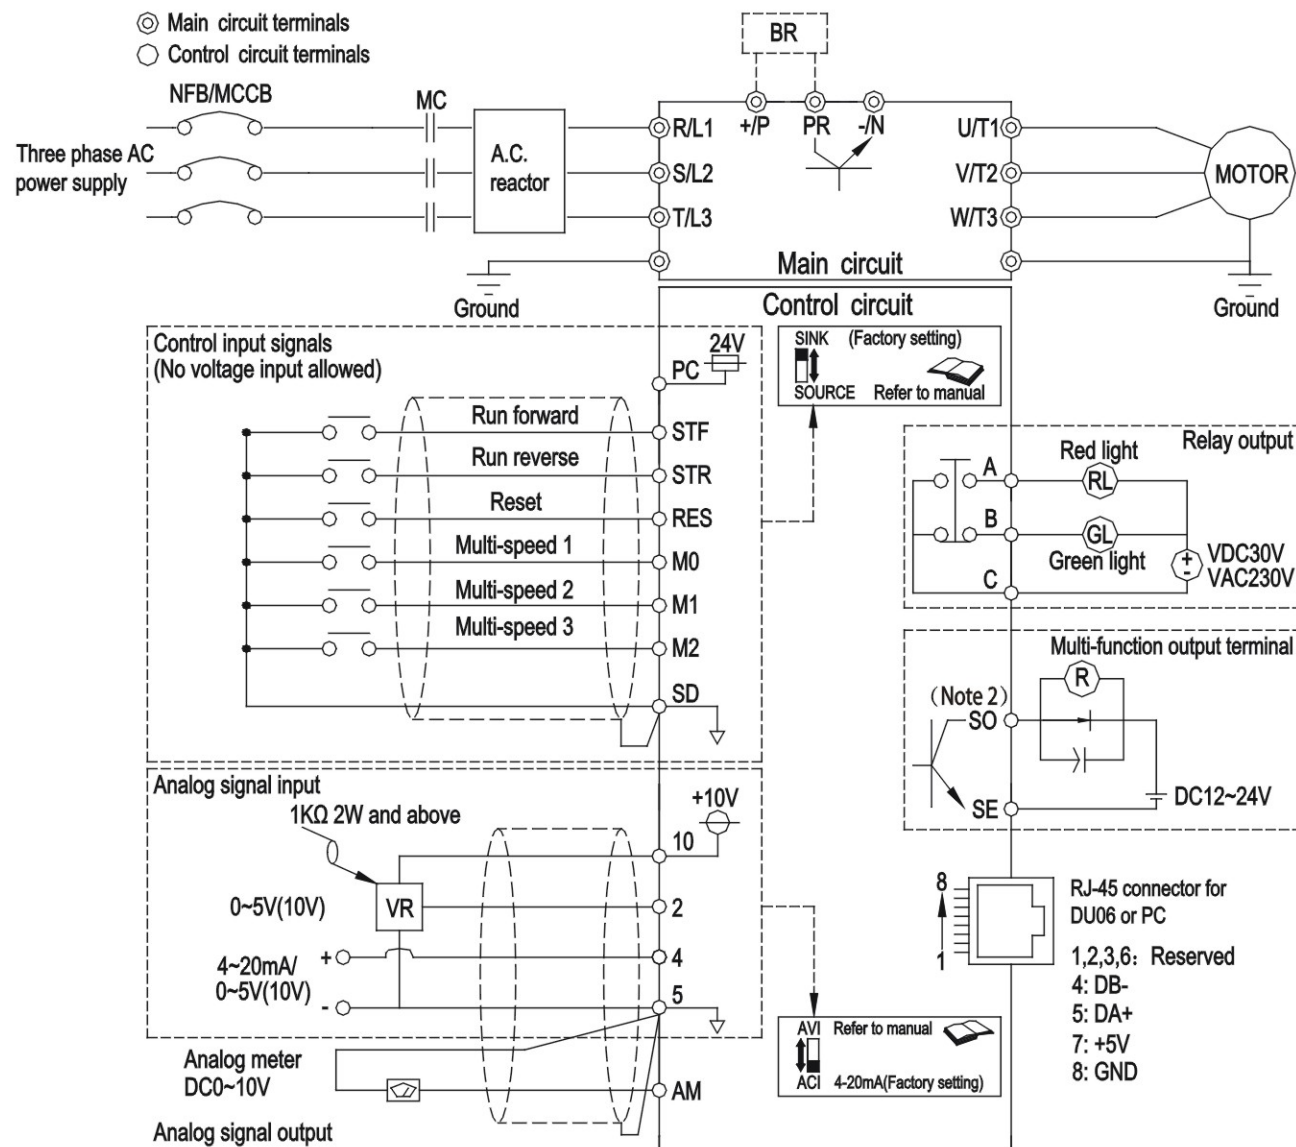 Main circuit terminals
Control circuit terminals
BR
NFB/MCCB
MC
Three phase AC
power supply
A.C.
reactor
R/L1
S/L2
T/L3
+/P
PR
-/N
U/T1
V/T2
W/T3
MOTOR
Ground
Main circuit
Ground
Control circuit
Control input signals
(No voltage input allowed)
24V
PC
SINK (Factory setting)
SOURCE Refer to manual
Run forward
STF
Run reverse
STR
Reset
RES
Multi-speed 1
M0
Multi-speed 2
M1
Multi-speed 3
M2
SD
Relay output
Red light
A
RL
B
GL
Green light
C
+
-
VDC30V
VAC230V
Multi-function output terminal
R
(Note 2)
SO
SE
DC12~24V
Analog signal input
1KΩ 2W and above
+10V
10
VR
0~5V(10V)
2
4~20mA/
0~5V(10V)
+
-
4
5
8
1
RJ-45 connector for
DU06 or PC
1,2,3,6: Reserved
4: DB-
5: DA+
7: +5V
8: GND
AVI Refer to manual
ACI 4-20mA(Factory setting)
Analog meter
DC0~10V
AM
Analog signal output